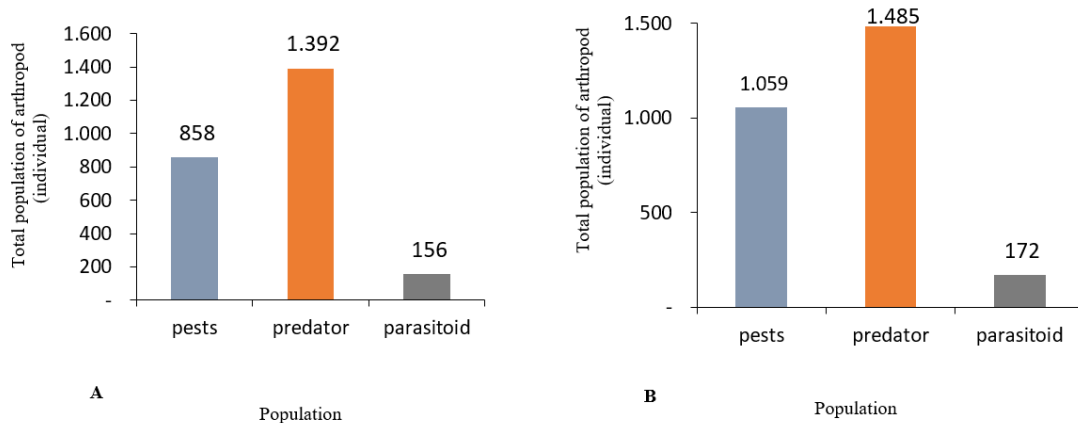 Total population of arthropod
(individual)
1.600
1.400
1.200
1.000
800
600
400
200
-
858
1.392
156
pests
predator
parasitoid
A
Population
Total population of arthropod
(individual)
1.500
1.000
500
-
1.059
1.485
172
pests
predator
parasitoid
B
Population